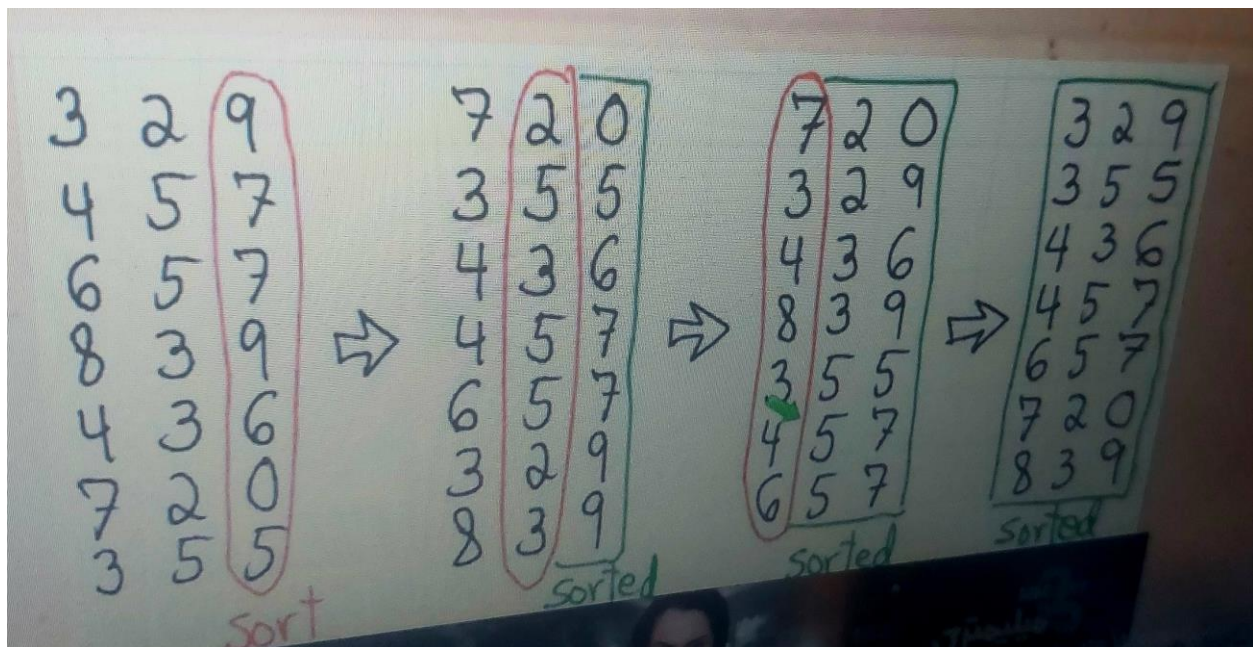 3 2 9 7 2 0 7 2 0 3 2 9
4 5 7 3 5 5 3 2 9 3 5 5
6 5 7 4 3 6 4 3 6 4 3 6
8 3 9 4 5 7 8 3 9 4 5 7
4 3 6 6 5 7 3 5 5 6 5 7
7 2 0 3 2 9 4 5 7 7 2 0
3 5 5 8 3 9 6 5 7 8 3 9
Sort sorted sorted sorted